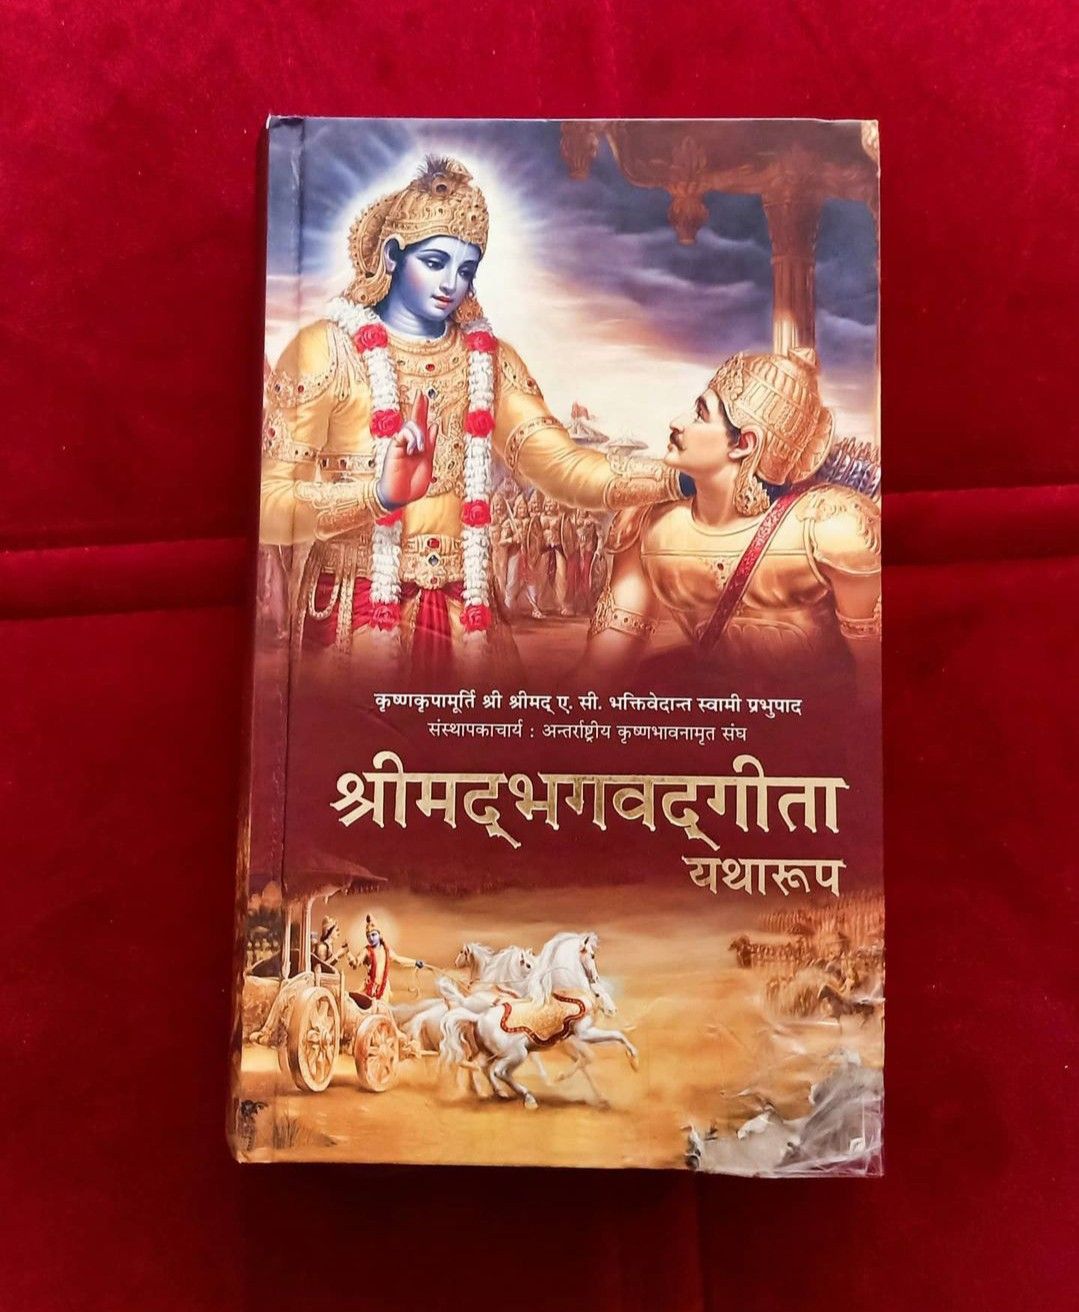 कृष्णकृपामूर्ति श्री श्रीमद् ए. सी. भक्तिवेदान्त स्वामी प्रभुपाद
संस्थापकाचार्य : अन्तर्राष्ट्रीय कृष्णभावनामृत संघ
श्रीमद्‌भगवद्‌गीता
यथारूप